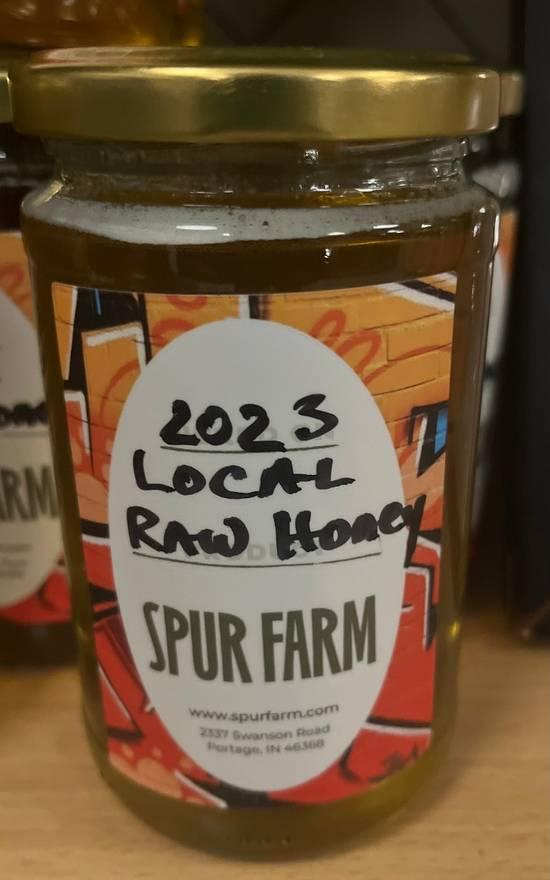 2023
LOCAL
RAW Honey
SPUR FARM
www.spurfarm.com
2337 Swanson Road
Portage, IN 46368